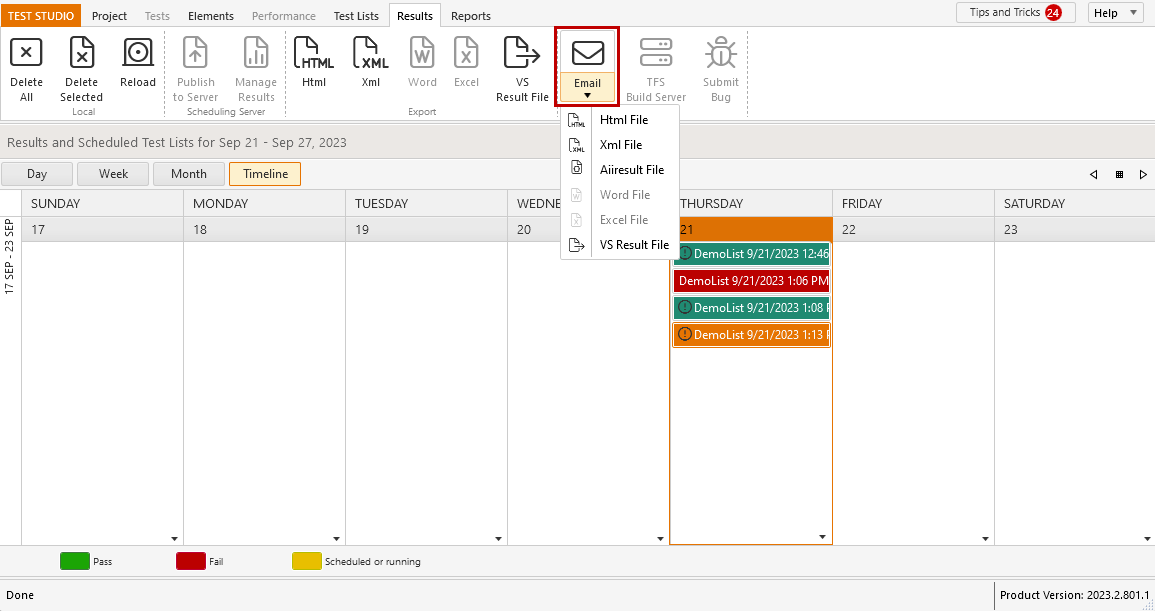 TEST STUDIO Project Tests Elements Performance Test Lists Results Reports Tips and Tricks 24 Help
Delete All
Delete Selected
Reload
Local
Publish to Server
Manage Results
Scheduling Server
HTML Html
XML Xml
W Word
X Excel
VS Result File
Export
Email
TFS Build Server
Submit Bug
Html File
Xml File
Aiiresult File
Word File
Excel File
VS Result File
Results and Scheduled Test Lists for Sep 21 - Sep 27, 2023
Day Week Month Timeline
SUNDAY MONDAY TUESDAY WEDNE THURSDAY FRIDAY SATURDAY
17 SEP - 23 SEP
17 18 19 20 21 22 23
DemoList 9/21/2023 12:46
DemoList 9/21/2023 1:06 PM
DemoList 9/21/2023 1:08
DemoList 9/21/2023 1:13
Pass Fail Scheduled or running
Done Product Version: 2023.2.801.1